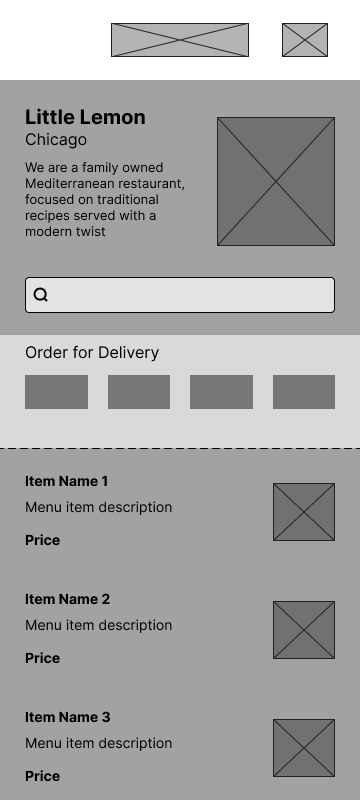 Little Lemon
Chicago
We are a family owned
Mediterranean restaurant,
focused on traditional
recipes served with a
modern twist
Order for Delivery
Item Name 1
Menu item description
Price
Item Name 2
Menu item description
Price
Item Name 3
Menu item description
Price